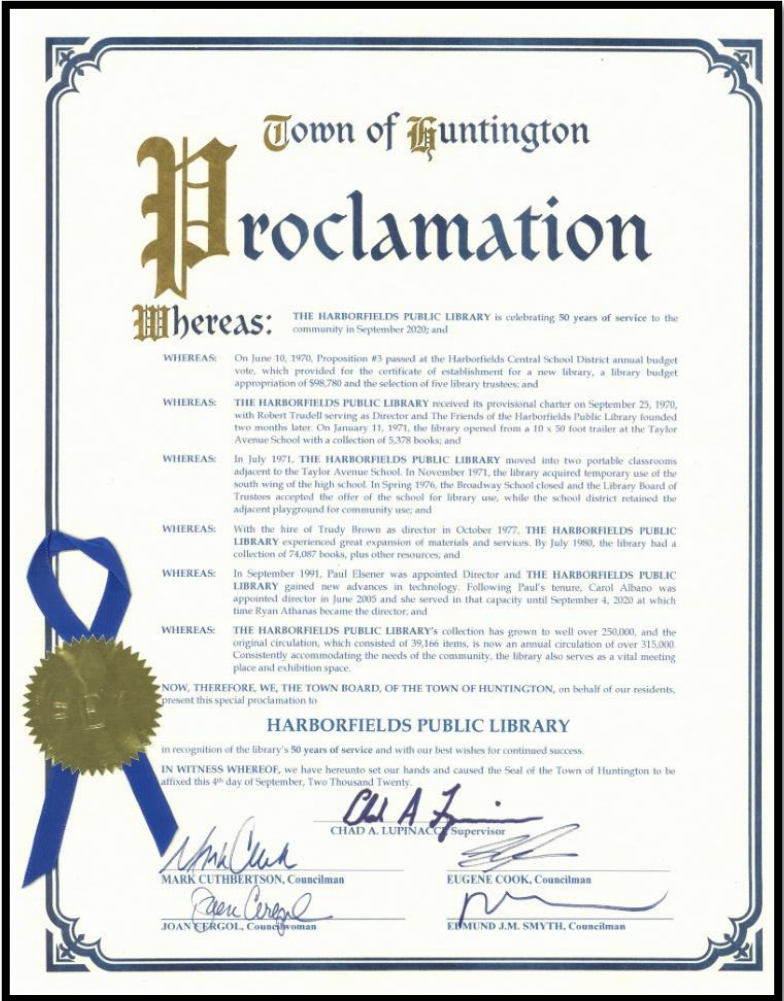 Town of Huntington
Proclamation
Whereas: THE HARBORFIELDS PUBLIC LIBRARY is celebrating 50 years of service to the
community in September 2020; and
WHEREAS: On June 10, 1970, Proposition #3 passed at the Harborfields Central School District annual budget
vote, which provided for the certificate of establishment for a new library, a library budget
appropriation of $98,780 and the selection of five library trustees; and
WHEREAS: THE HARBORFIELDS PUBLIC LIBRARY received its provisional charter on September 25, 1970,
with Robert Trudell serving as Director and The Friends of the Harborfields Public Library founded
two months later. On January 11, 1971, the library opened from a 10 x 50 foot trailer at the Taylor
Avenue School with a collection of 5,378 books; and
WHEREAS: In July 1971, THE HARBORFIELDS PUBLIC LIBRARY moved into two portable classrooms
adjacent to the Taylor Avenue School. In November 1971, the library acquired temporary use of the
south wing of the high school. In Spring 1976, the Broadway School closed and the Library Board of
Trustees accepted the offer of the school for library use, while the school district retained the
adjacent playground for community use; and
WHEREAS: With the hire of Trudy Brown as director in October 1977, THE HARBORFIELDS PUBLIC
LIBRARY experienced great expansion of materials and services. By July 1980, the library had a
collection of 74,087 books, plus other resources; and
WHEREAS: In September 1991, Paul Elsener was appointed Director and THE HARBORFIELDS PUBLIC
LIBRARY gained new advances in technology. Following Paul's tenure, Carol Albano was
appointed director in June 2005 and she served in that capacity until September 4, 2020 at which
time Ryan Athanas became the director; and
WHEREAS: THE HARBORFIELDS PUBLIC LIBRARY's collection has grown to well over 250,000, and the
original circulation, which consisted of 39,166 items, is now an annual circulation of over 315,000.
Consistently accommodating the needs of the community, the library also serves as a vital meeting
place and exhibition space.
NOW, THEREFORE, WE, THE TOWN BOARD, OF THE TOWN OF HUNTINGTON, on behalf of our residents,
present this special proclamation to
HARBORFIELDS PUBLIC LIBRARY
in recognition of the library's 50 years of service and with our best wishes for continued success.
IN WITNESS WHEREOF, we have hereunto set our hands and caused the Seal of the Town of Huntington to be
affixed this 4th day of September, Two Thousand Twenty.
CHAD A. LUPINACCI, Supervisor
MARK CUTHBERTSON, Councilman EUGENE COOK, Councilman
JOAN CERGOL, Councilwoman EDMUND J.M. SMYTH, Councilman